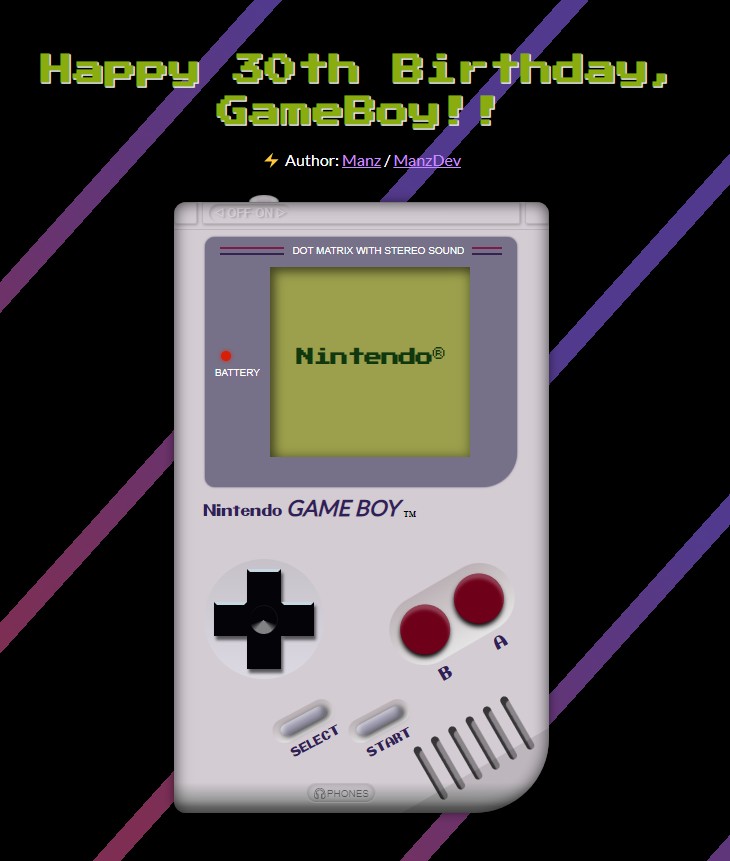 Happy 30th Birthday,
GameBoy!!
⚡ Author: Manz / ManzDev
◁OFF·ON▷
DOT MATRIX WITH STEREO SOUND
Nintendo®
BATTERY
Nintendo GAME BOY TM
A
B
SELECT
START
PHONES